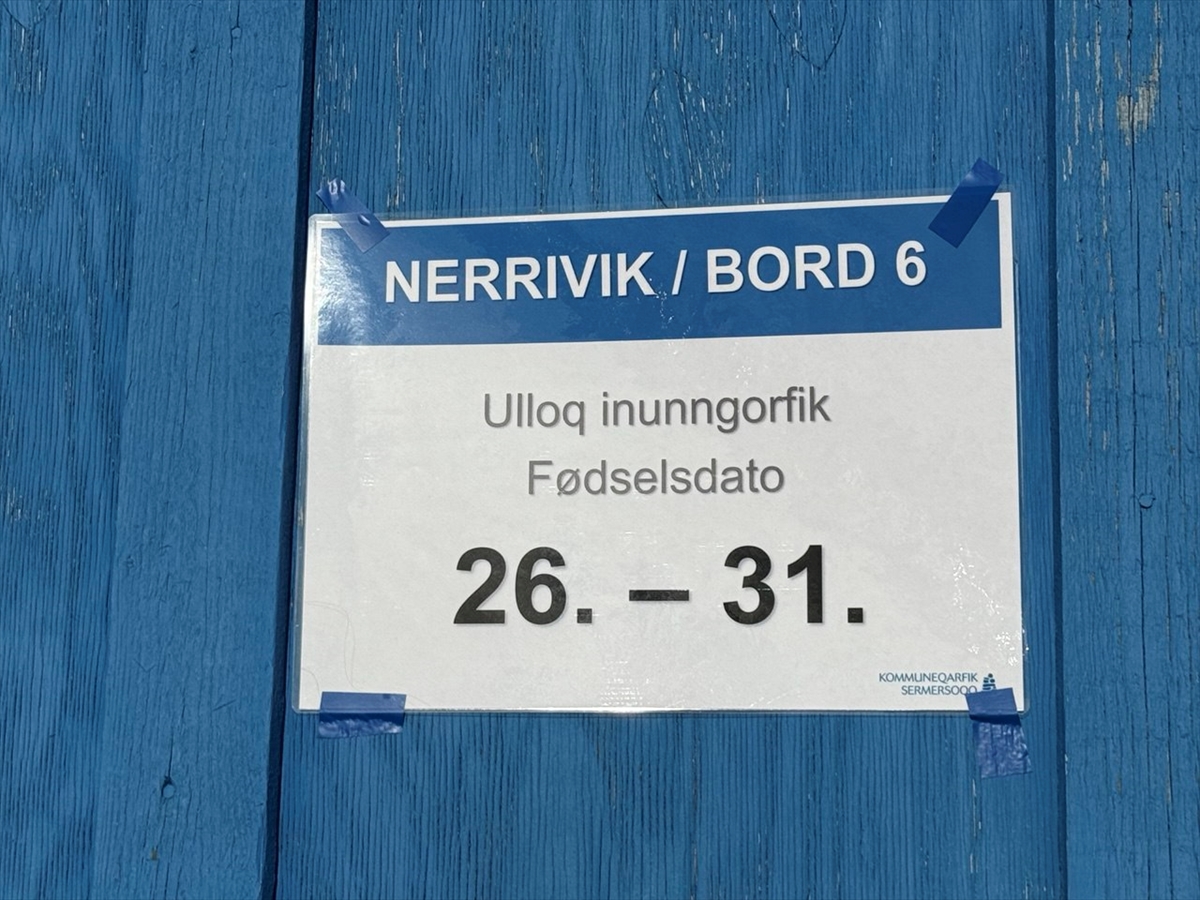 NERRIVIK / BORD 6
Ulloq inunngorfik
Fødselsdato
26. – 31.
KOMMUNEQARFIK
SERMERSOOQ